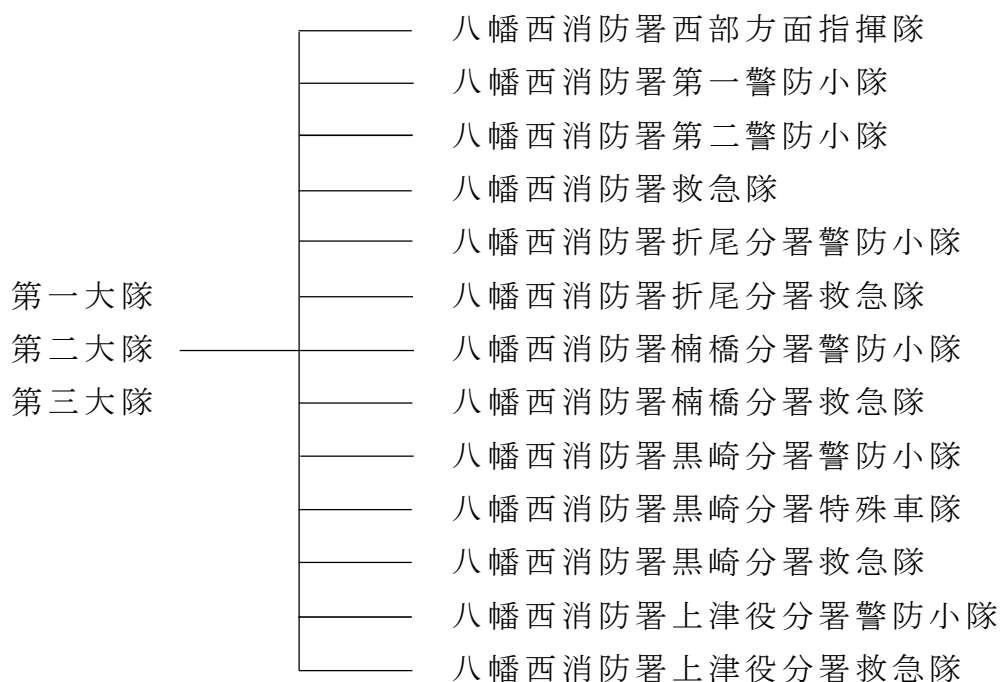 八幡西消防署西部方面指揮隊
八幡西消防署第一警防小隊
八幡西消防署第二警防小隊
八幡西消防署救急隊
八幡西消防署折尾分署警防小隊
第一大隊
八幡西消防署折尾分署救急隊
第二大隊
八幡西消防署楠橋分署警防小隊
第三大隊
八幡西消防署楠橋分署救急隊
八幡西消防署黒崎分署警防小隊
八幡西消防署黒崎分署特殊車隊
八幡西消防署黒崎分署救急隊
八幡西消防署上津役分署警防小隊
八幡西消防署上津役分署救急隊